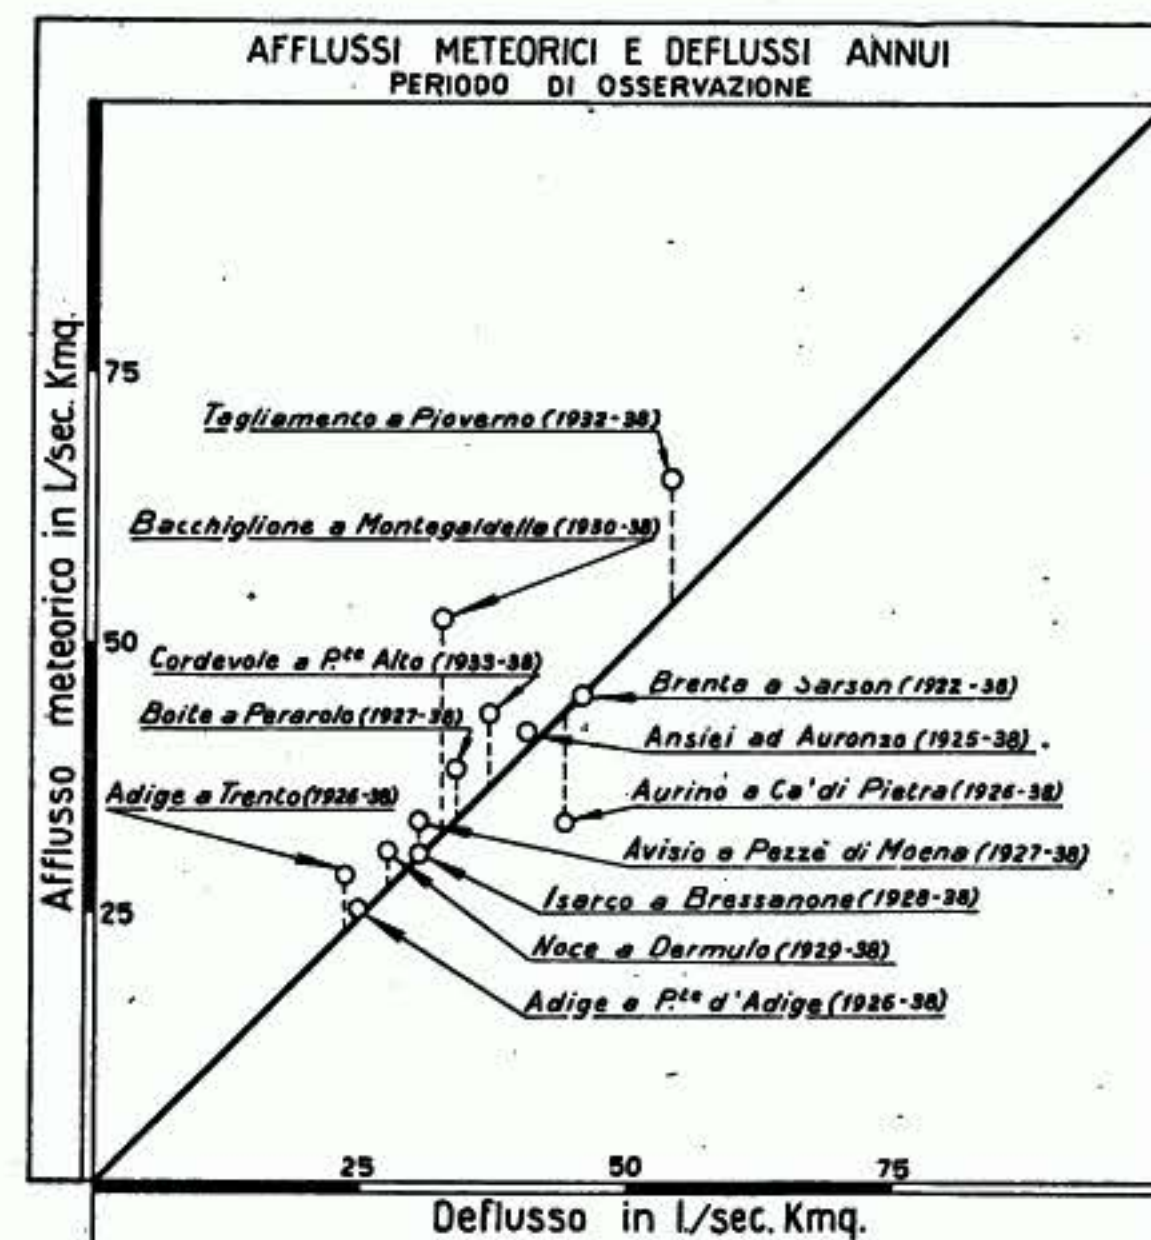 AFFLUSSI METEORICI E DEFLUSSI ANNUI
PERIODO DI OSSERVAZIONE
Afflusso meteorico in L/sec. Kmq.
75
Tagliamento a Pioverno (1932-38)
Bacchiglione a Montegaldella (1930-38)
50
Cordevole a P.te Alto (1933-38)
Brenta a Sarson (1922-38)
Boite a Perarolo (1927-38)
Ansiei ad Auronzo (1925-38)
Adige a Trento (1926-38)
Aurino a Ca' di Pietra (1926-38)
Avisio a Pezzè di Moena (1927-38)
Isarco a Bressanone (1928-38)
25
Noce a Dermulo (1929-38)
Adige a P.te d'Adige (1926-38)
25 50 75
Deflusso in l./sec. Kmq.